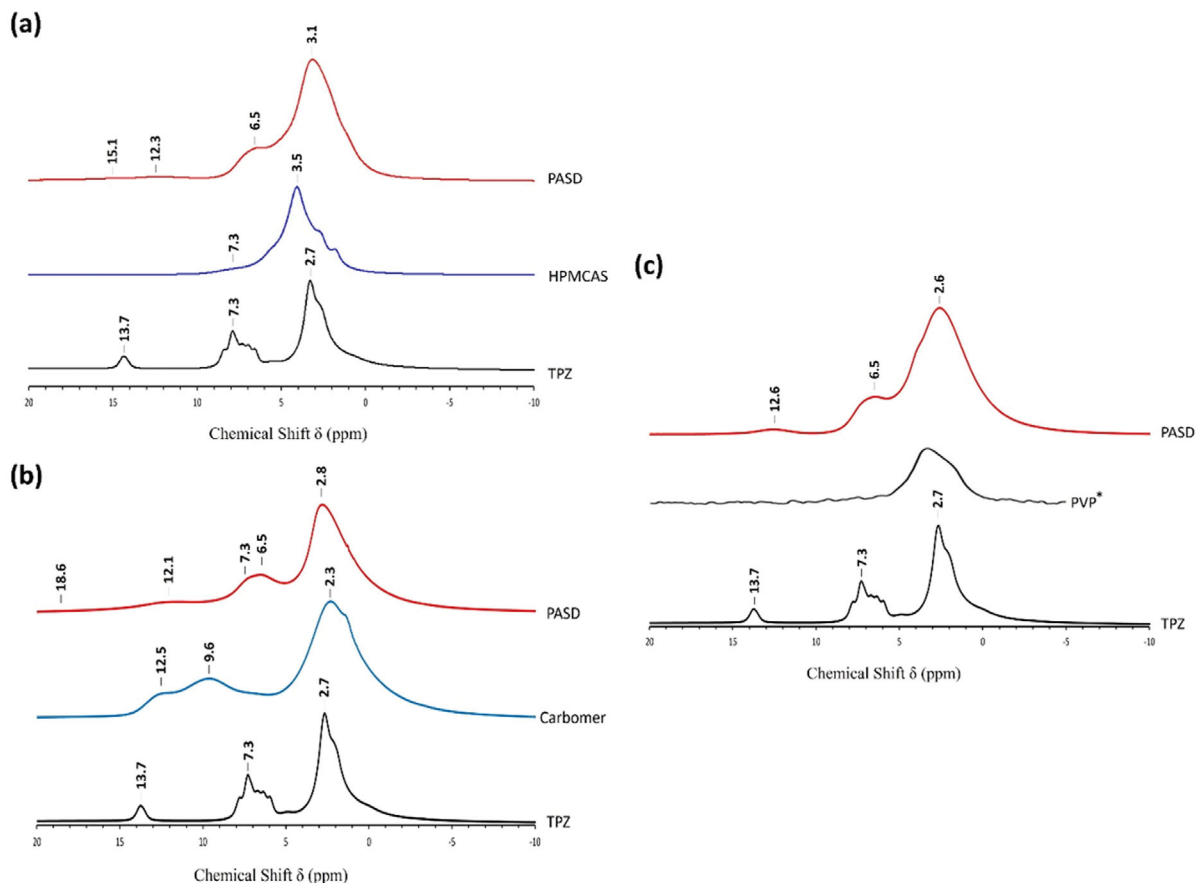 (a)
3.1
6.5
15.1
12.3
PASD
3.5
7.3
HPMCAS
2.7
7.3
13.7
TPZ
20 15 10 5 0 -5 -10
Chemical Shift δ (ppm)
(b)
2.8
7.3
6.5
18.6
12.1
PASD
2.3
12.5
9.6
Carbomer
2.7
7.3
13.7
TPZ
20 15 10 5 0 -5 -10
Chemical Shift δ (ppm)
(c)
2.6
6.5
12.6
PASD
PVP*
2.7
7.3
13.7
TPZ
20 15 10 5 0 -5 -10
Chemical Shift δ (ppm)